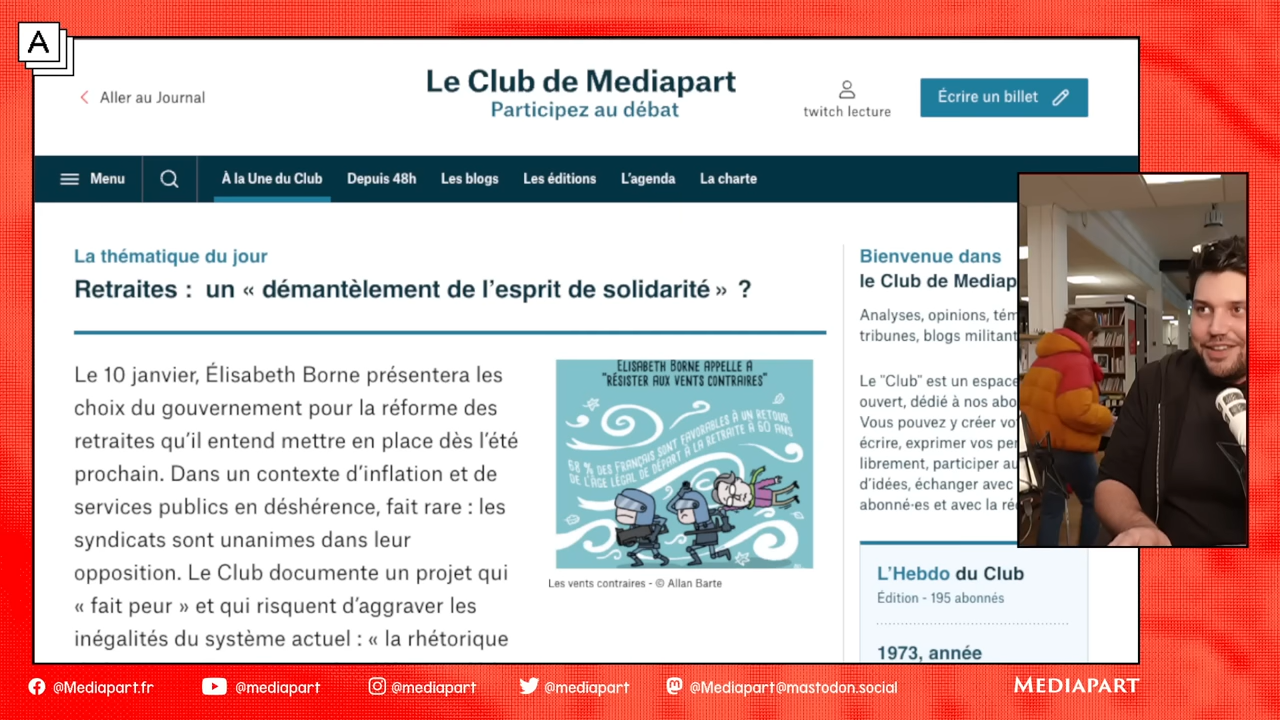 A
Aller au Journal
Le Club de Mediapart
Participez au débat
twitch lecture
Écrire un billet
Menu
À la Une du Club
Depuis 48h
Les blogs
Les éditions
L'agenda
La charte
La thématique du jour
Retraites : un « démantèlement de l'esprit de solidarité » ?
Le 10 janvier, Élisabeth Borne présentera les
choix du gouvernement pour la réforme des
retraites qu'il entend mettre en place dès l'été
prochain. Dans un contexte d'inflation et de
services publics en déshérence, fait rare : les
syndicats sont unanimes dans leur
opposition. Le Club documente un projet qui
« fait peur » et qui risquent d'aggraver les
inégalités du système actuel : « la rhétorique
ELISABETH BORNE APPELLE À
"RÉSISTER AUX VENTS CONTRAIRES"
68 % DES FRANÇAIS SONT FAVORABLES À UN RETOUR
DE L'ÂGE LÉGAL DE DÉPART À LA RETRAITE À 60 ANS
Les vents contraires - © Allan Barte
Bienvenue dans
le Club de Mediap
Analyses, opinions, tém
tribunes, blogs militant
Le "Club" est un espace
ouvert, dédié à nos abo
Vous pouvez y créer vo
écrire, exprimer vos per
librement, participer au
d'idées, échanger avec
abonné·es et avec la réd
L'Hebdo du Club
Édition - 195 abonnés
1973, année
@Mediapart.fr
@mediapart
@mediapart
@mediapart
@Mediapart@mastodon.social
MEDIAPART